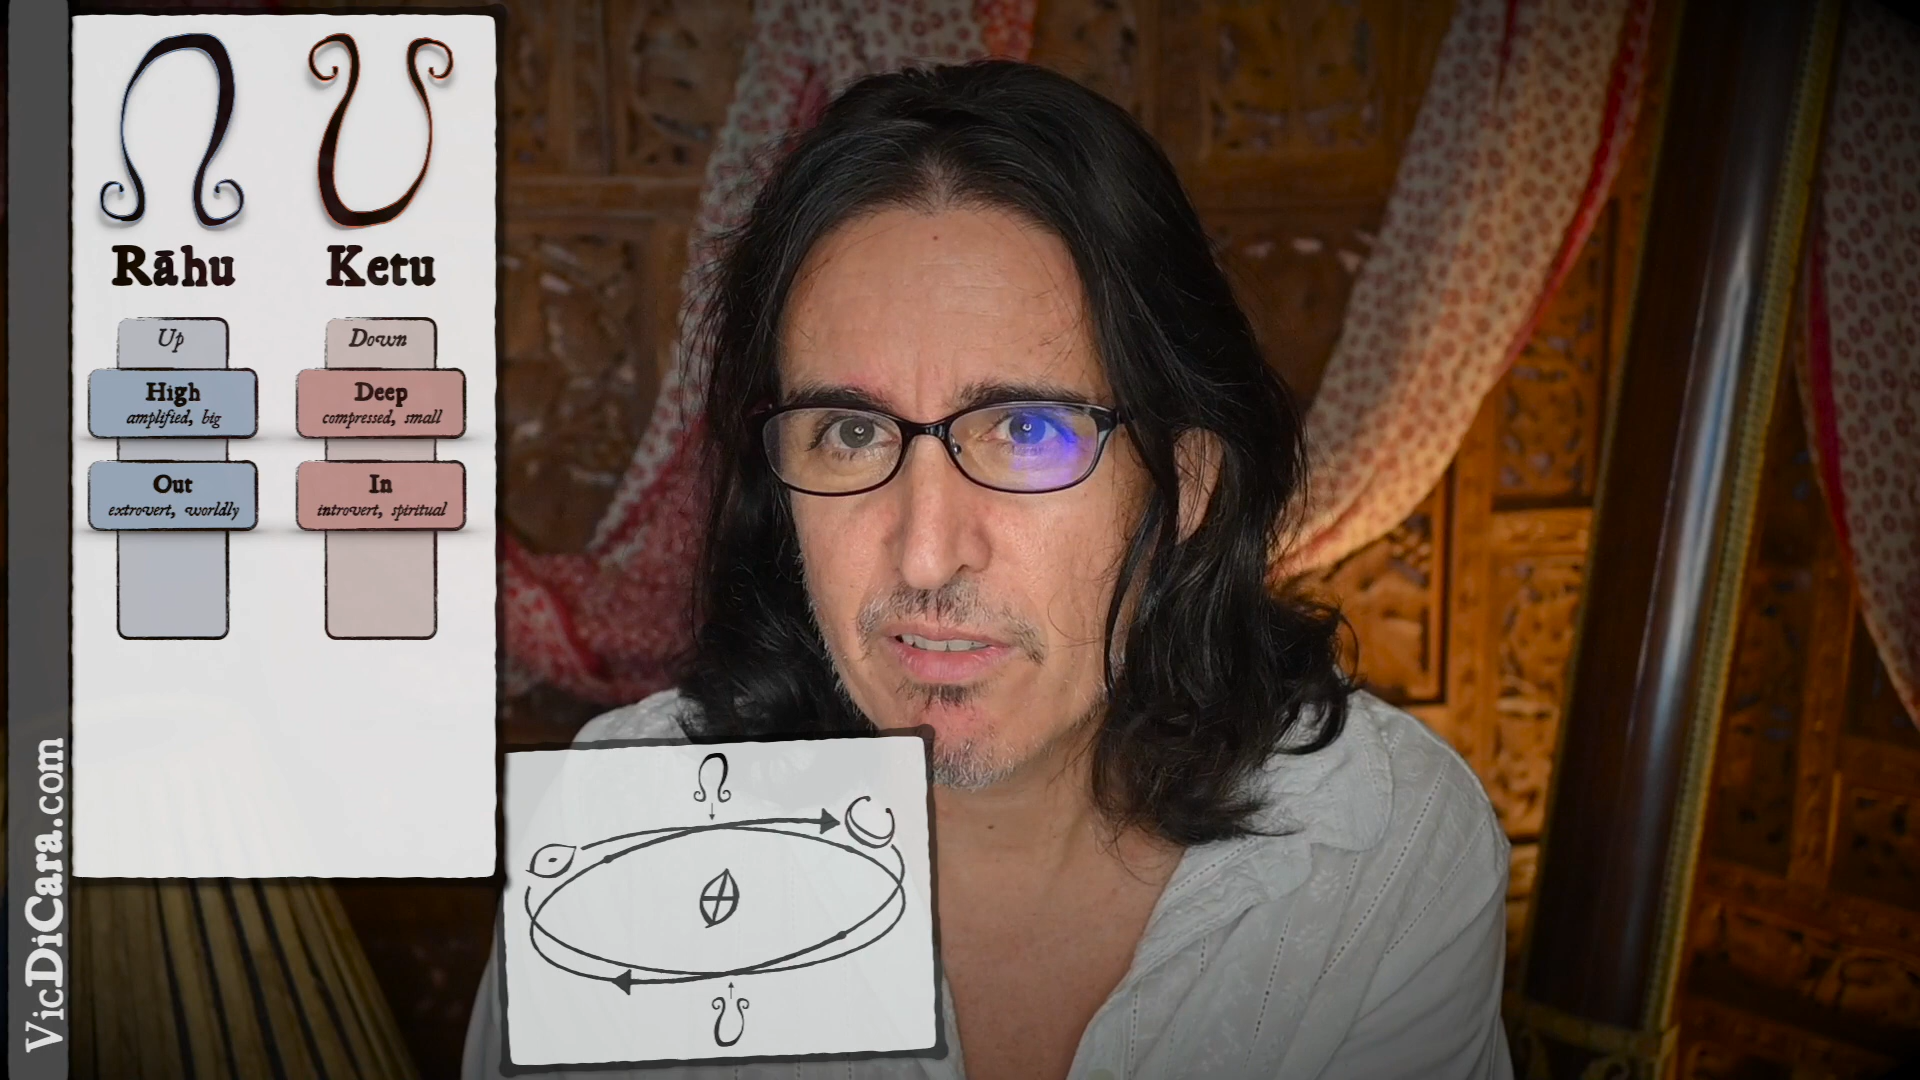 Rāhu
Ketu
Up
Down
High
amplified, big
Deep
compressed, small
Out
extrovert, worldly
In
introvert, spiritual
VicDiCara.com